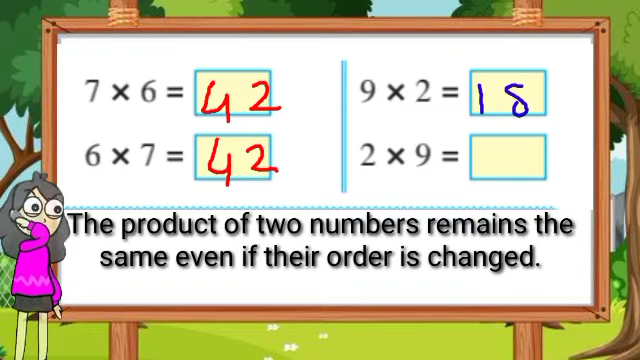 7 × 6 = 42
6 × 7 = 42
9 × 2 = 18
2 × 9 =
The product of two numbers remains the
same even if their order is changed.